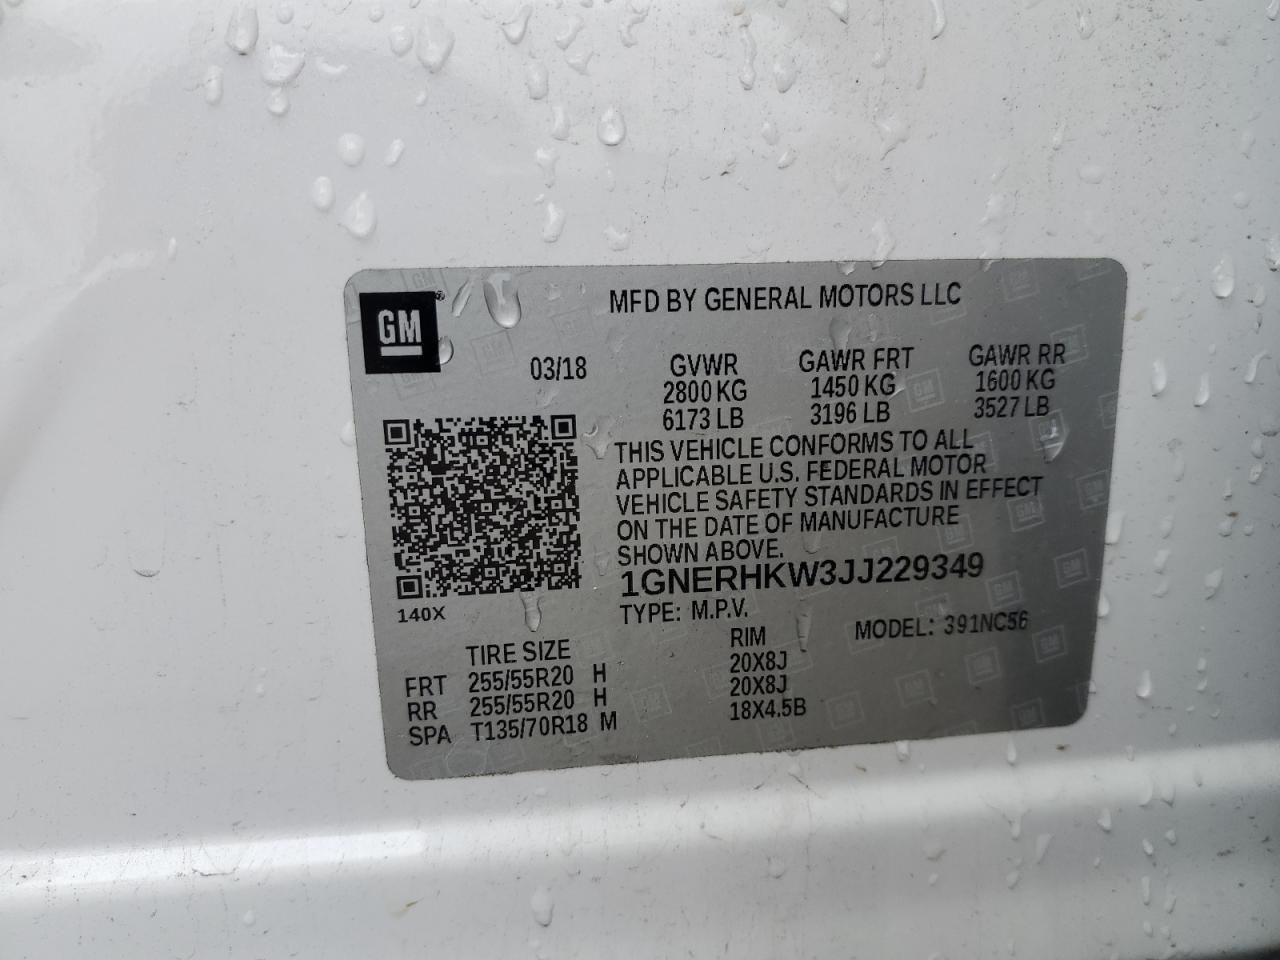 MFD BY GENERAL MOTORS LLC
GM
03/18 GVWR GAWR FRT GAWR RR
2800 KG 1450 KG 1600 KG
6173 LB 3196 LB 3527 LB
THIS VEHICLE CONFORMS TO ALL
APPLICABLE U.S. FEDERAL MOTOR
VEHICLE SAFETY STANDARDS IN EFFECT
ON THE DATE OF MANUFACTURE
SHOWN ABOVE.
1GNERHKW3JJ229349
140X
TYPE: M.P.V. MODEL: 391NC56
TIRE SIZE RIM
FRT 255/55R20 H 20X8J
RR 255/55R20 H 20X8J
SPA T135/70R18 M 18X4.5B